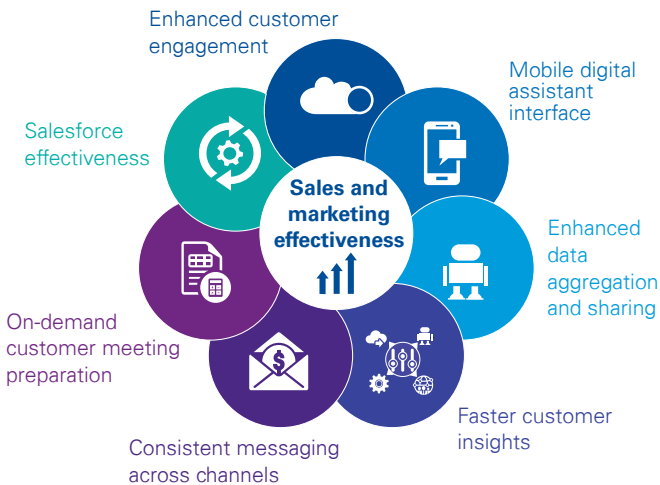 Enhanced customer
engagement
Mobile digital
assistant
interface
Salesforce
effectiveness
Sales and
marketing
effectiveness
Enhanced
data
aggregation
and sharing
On-demand
customer meeting
preparation
$
Faster customer
insights
Consistent messaging
across channels